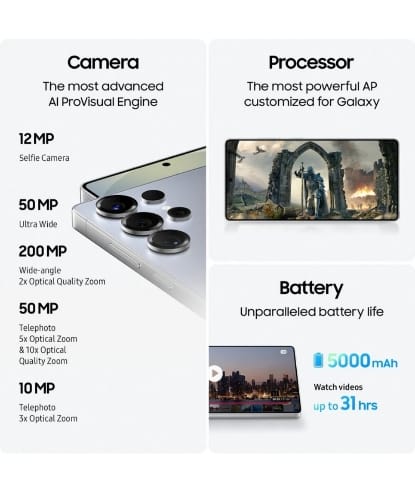 Camera
The most advanced
AI ProVisual Engine
12 MP
Selfie Camera
50 MP
Ultra Wide
200 MP
Wide-angle
2x Optical Quality Zoom
50 MP
Telephoto
5x Optical Zoom
& 10x Optical
Quality Zoom
10 MP
Telephoto
3x Optical Zoom
Processor
The most powerful AP
customized for Galaxy
Battery
Unparalleled battery life
5000 mAh
Watch videos
up to 31 hrs